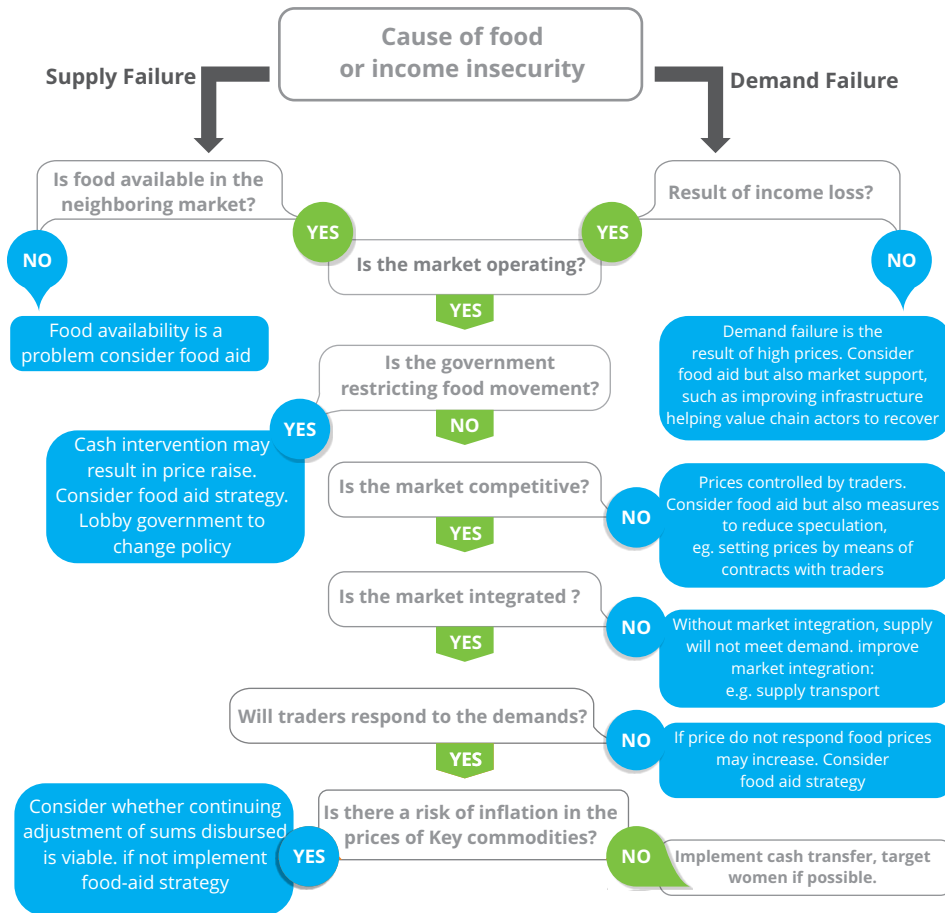 Cause of food
or income insecurity
Supply Failure
Demand Failure
Is food available in the
neighboring market?
Result of income loss?
YES
YES
NO
NO
Is the market operating?
YES
Food availability is a
problem consider food aid
Demand failure is the
result of high prices. Consider
food aid but also market support,
such as improving infrastructure
helping value chain actors to recover
Is the government
restricting food movement?
YES
NO
Cash intervention may
result in price raise.
Consider food aid strategy.
Lobby government to
change policy
Is the market competitive?
NO
Prices controlled by traders.
Consider food aid but also measures
to reduce speculation,
eg. setting prices by means of
contracts with traders
YES
Is the market integrated ?
NO
Without market integration, supply
will not meet demand. improve
market integration:
e.g. supply transport
YES
Will traders respond to the demands?
NO
If price do not respond food prices
may increase. Consider
food aid strategy
YES
Is there a risk of inflation in the
prices of Key commodities?
YES
Consider whether continuing
adjustment of sums disbursed
is viable. if not implement
food-aid strategy
NO
Implement cash transfer, target
women if possible.